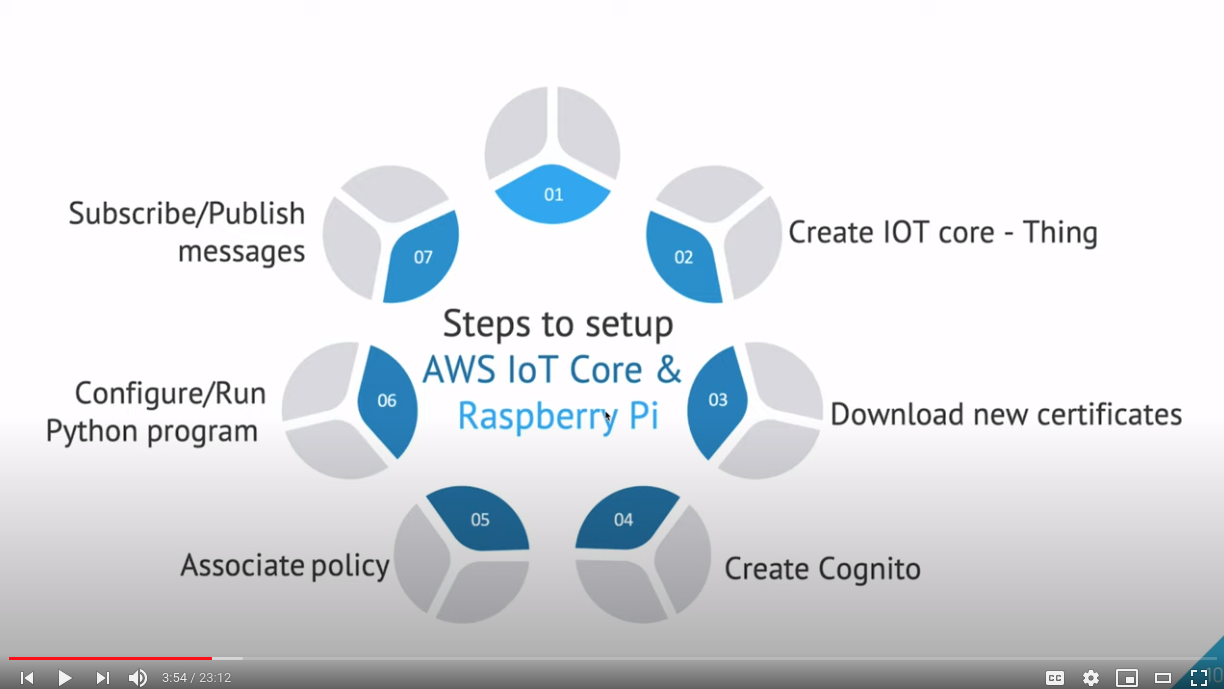 01
Subscribe/Publish
messages
07
02
Create IOT core - Thing
Steps to setup
AWS IoT Core &
Raspberry Pi
Configure/Run
Python program
06
03
Download new certificates
05
04
Associate policy
Create Cognito
3:54 / 23:12
CC